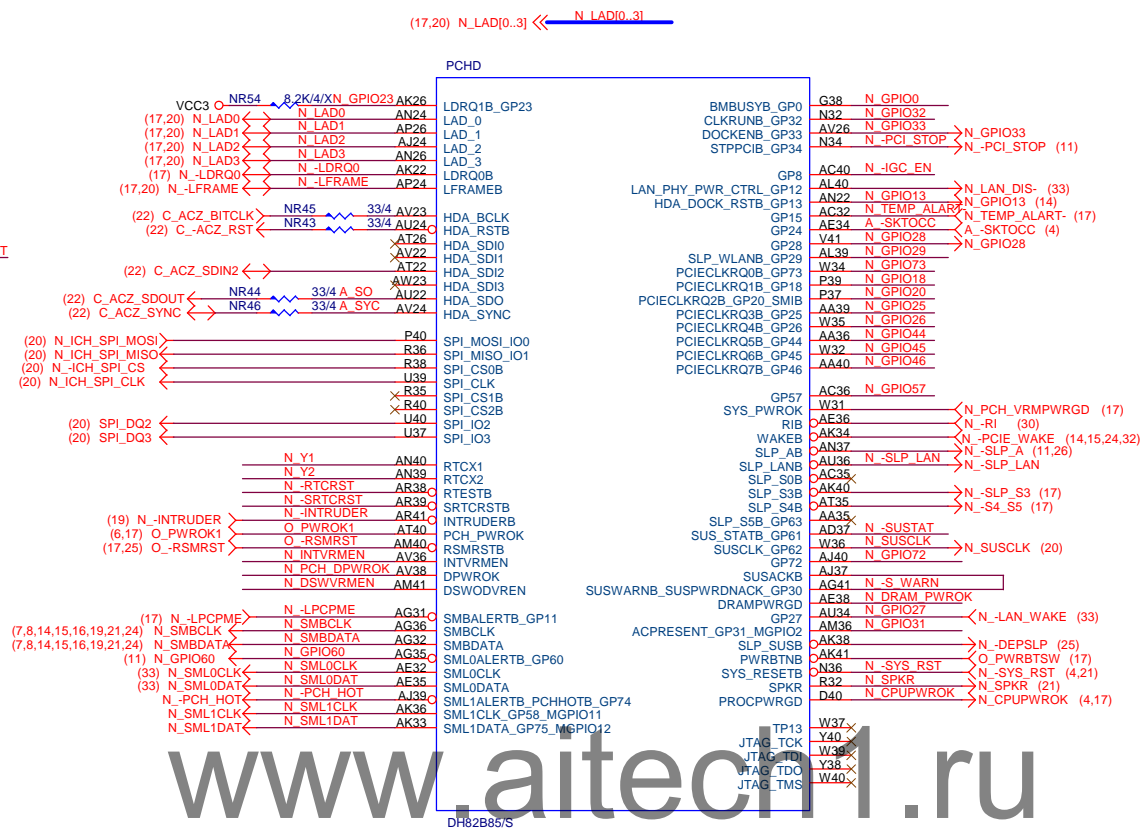 (17,20) N_LAD[0..3] N_LAD[0..3]
PCHD
VCC3 NR54 8.2K/4/X N_GPIO23 AK26 LDRQ1B_GP23
(17,20) N_LAD0 N_LAD0 AN24 LAD_0
(17,20) N_LAD1 N_LAD1 AP26 LAD_1
(17,20) N_LAD2 N_LAD2 AJ24 LAD_2
(17,20) N_LAD3 N_LAD3 AN26 LAD_3
(17) N_-LDRQ0 N_-LDRQ0 AK22 LDRQ0B
(17,20) N_-LFRAME N_-LFRAME AP24 LFRAMEB
(22) C_ACZ_BITCLK NR45 33/4 AV23 HDA_BCLK
(22) C_-ACZ_RST NR43 33/4 AU24 HDA_RSTB
AT26 HDA_SDI0
T
AV22 HDA_SDI1
(22) C_ACZ_SDIN2 AT22 HDA_SDI2
AW23 HDA_SDI3
(22) C_ACZ_SDOUT NR44 33/4 A_SO AU22 HDA_SDO
(22) C_ACZ_SYNC NR46 33/4 A_SYC AV24 HDA_SYNC
(20) N_ICH_SPI_MOSI P40 SPI_MOSI_IO0
(20) N_ICH_SPI_MISO R36 SPI_MISO_IO1
(20) N_-ICH_SPI_CS R38 SPI_CS0B
(20) N_ICH_SPI_CLK U39 SPI_CLK
R35 SPI_CS1B
R40 SPI_CS2B
(20) SPI_DQ2 U40 SPI_IO2
(20) SPI_DQ3 U37 SPI_IO3
N_Y1 AN40 RTCX1
N_Y2 AN39 RTCX2
N_-RTCRST AR38 RTESTB
N_-SRTCRST AR39 SRTCRSTB
(19) N_-INTRUDER N_-INTRUDER AR41 INTRUDERB
(6,17) O_PWROK1 O_PWROK1 AT40 PCH_PWROK
(17,25) O_-RSMRST O_-RSMRST AM40 RSMRSTB
N_INTVRMEN AV36 INTVRMEN
N_PCH_DPWROK AV38 DPWROK
N_DSWVRMEN AM41 DSWODVREN
(17) N_-LPCPME N_-LPCPME AG31 SMBALERTB_GP11
(7,8,14,15,16,19,21,24) N_SMBCLK N_SMBCLK AG36 SMBCLK
(7,8,14,15,16,19,21,24) N_SMBDATA N_SMBDATA AG32 SMBDATA
(11) N_GPIO60 N_GPIO60 AG35 SML0ALERTB_GP60
(33) N_SML0CLK N_SML0CLK AE32 SML0CLK
(33) N_SML0DAT N_SML0DAT AE35 SML0DATA
N_-PCH_HOT N_-PCH_HOT AJ39 SML1ALERTB_PCHHOTB_GP74
N_SML1CLK N_SML1CLK AK36 SML1CLK_GP58_MGPIO11
N_SML1DAT N_SML1DAT AK33 SML1DATA_GP75_MGPIO12
BMBUSYB_GP0 G38 N_GPIO0
CLKRUNB_GP32 N32 N_GPIO32
DOCKENB_GP33 AV26 N_GPIO33 N_GPIO33
STPPCIB_GP34 N34 N_-PCI_STOP N_-PCI_STOP (11)
GP8 AC40 N_-IGC_EN
LAN_PHY_PWR_CTRL_GP12 AL40 N_LAN_DIS- (33)
HDA_DOCK_RSTB_GP13 AN22 N_GPIO13 N_GPIO13 (14)
GP15 AC32 N_TEMP_ALART- N_TEMP_ALART- (17)
GP24 AE34 A_-SKTOCC A_-SKTOCC (4)
GP28 V41 N_GPIO28 N_GPIO28
SLP_WLANB_GP29 AL39 N_GPIO29
PCIECLKRQ0B_GP73 W34 N_GPIO73
PCIECLKRQ1B_GP18 P39 N_GPIO18
PCIECLKRQ2B_GP20_SMIB P37 N_GPIO20
PCIECLKRQ3B_GP25 AA39 N_GPIO25
PCIECLKRQ4B_GP26 W35 N_GPIO26
PCIECLKRQ5B_GP44 AA36 N_GPIO44
PCIECLKRQ6B_GP45 W32 N_GPIO45
PCIECLKRQ7B_GP46 AA40 N_GPIO46
GP57 AC36 N_GPIO57
SYS_PWROK W31 N_PCH_VRMPWRGD (17)
RIB AE36 N_-RI (30)
WAKEB AK34 N_-PCIE_WAKE (14,15,24,32)
SLP_AB AN37 N_-SLP_A (11,26)
SLP_LANB AU36 N_-SLP_LAN N_-SLP_LAN
SLP_S0B AC35
SLP_S3B AK40 N_-SLP_S3 (17)
SLP_S4B AT35 N_-S4_S5 (17)
SLP_S5B_GP63 AA35
SUS_STATB_GP61 AD37 N_-SUSTAT
SUSCLK_GP62 W36 N_SUSCLK N_SUSCLK (20)
GP72 AJ40 N_GPIO72
SUSACKB AJ37
SUSWARNB_SUSPWRDNACK_GP30 AG41 N_-S_WARN
DRAMPWRGD AE38 N_DRAM_PWROK
GP27 AU34 N_GPIO27 N_-LAN_WAKE (33)
ACPRESENT_GP31_MGPIO2 AM36 N_GPIO31
SLP_SUSB AK38 N_-DEPSLP (25)
PWRBTNB AK41 O_PWRBTSW (17)
SYS_RESETB N36 N_-SYS_RST N_-SYS_RST (4,21)
SPKR R32 N_SPKR N_SPKR (21)
PROCPWRGD D40 N_CPUPWROK N_CPUPWROK (4,17)
TP13 W37
JTAG_TCK Y40
JTAG_TDI W39
JTAG_TDO Y38
JTAG_TMS W40
www.aitech1.ru
DH82B85/S